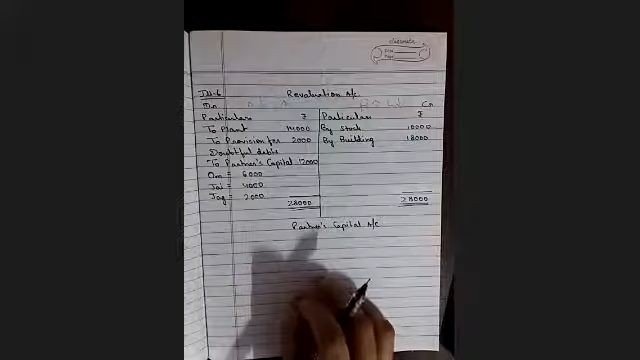 classmate
Date
Page
Ill-6 Revaluation A/c
Dr. Cr.
Particulars ₹ Particulars ₹
To Plant 14000 By Stock 10000
To Provision for 2000 By Building 18000
Doubtful debts
To Partner's Capital 12000
Om = 6000
Jai = 4000
Jag = 2000
28000 28000
Partner's Capital A/c